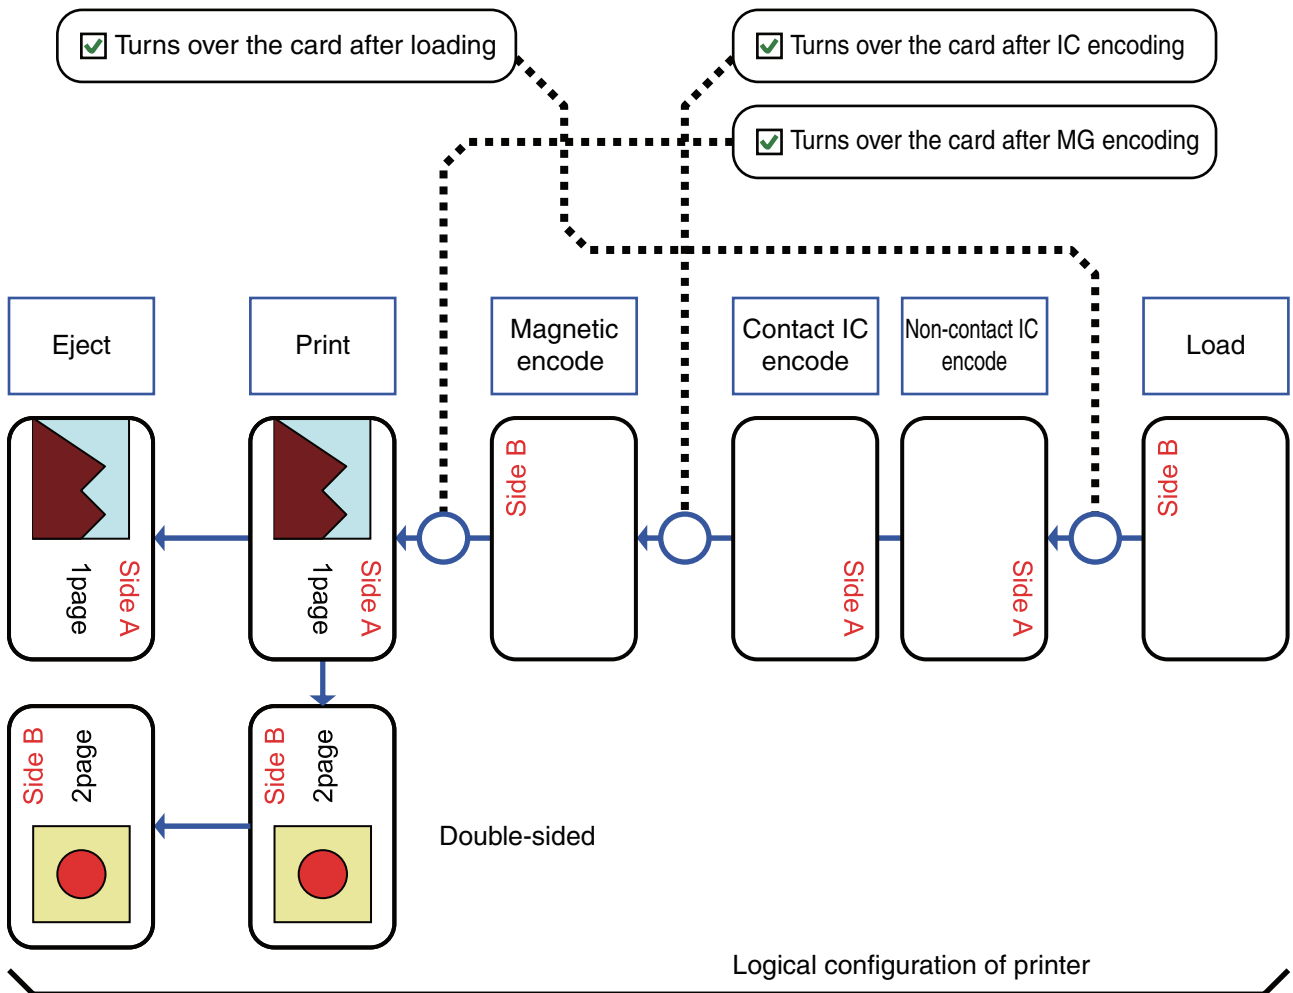 Turns over the card after loading
Turns over the card after IC encoding
Turns over the card after MG encoding
Eject
Print
Magnetic
encode
Contact IC
encode
Non-contact IC
encode
Load
Side A
1page
Side A
1page
Side B
Side A
Side A
Side B
Side B
2page
Side B
2page
Double-sided
Logical configuration of printer